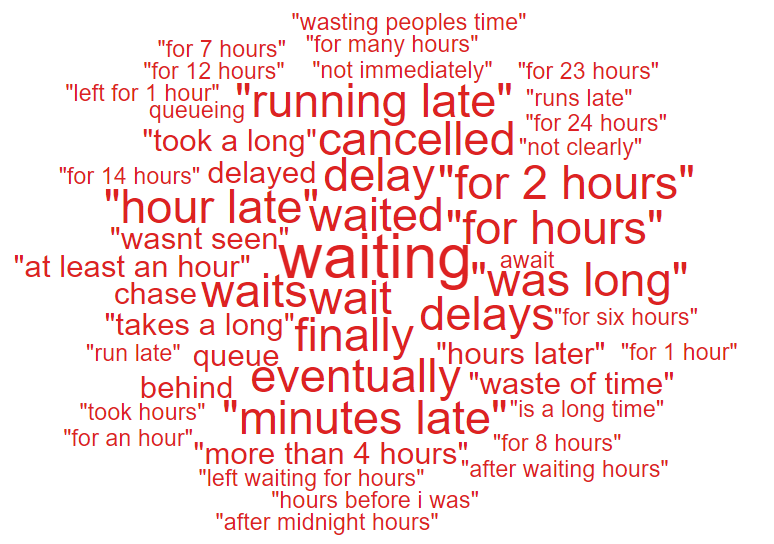 "wasting peoples time"
"for 7 hours" "for many hours"
"for 12 hours" "not immediately" "for 23 hours"
"left for 1 hour" "running late" "runs late"
queueing "for 24 hours"
"took a long" cancelled "not clearly"
"for 14 hours" delayed delay "for 2 hours"
"hour late" waited "for hours"
"wasnt seen" waiting await
"at least an hour" "was long"
chase waits wait delays "for six hours"
"takes a long" finally
"run late" queue "hours later" "for 1 hour"
behind eventually "waste of time"
"took hours" "minutes late" "is a long time"
"for an hour" "for 8 hours"
"more than 4 hours" "after waiting hours"
"left waiting for hours"
"hours before i was"
"after midnight hours"